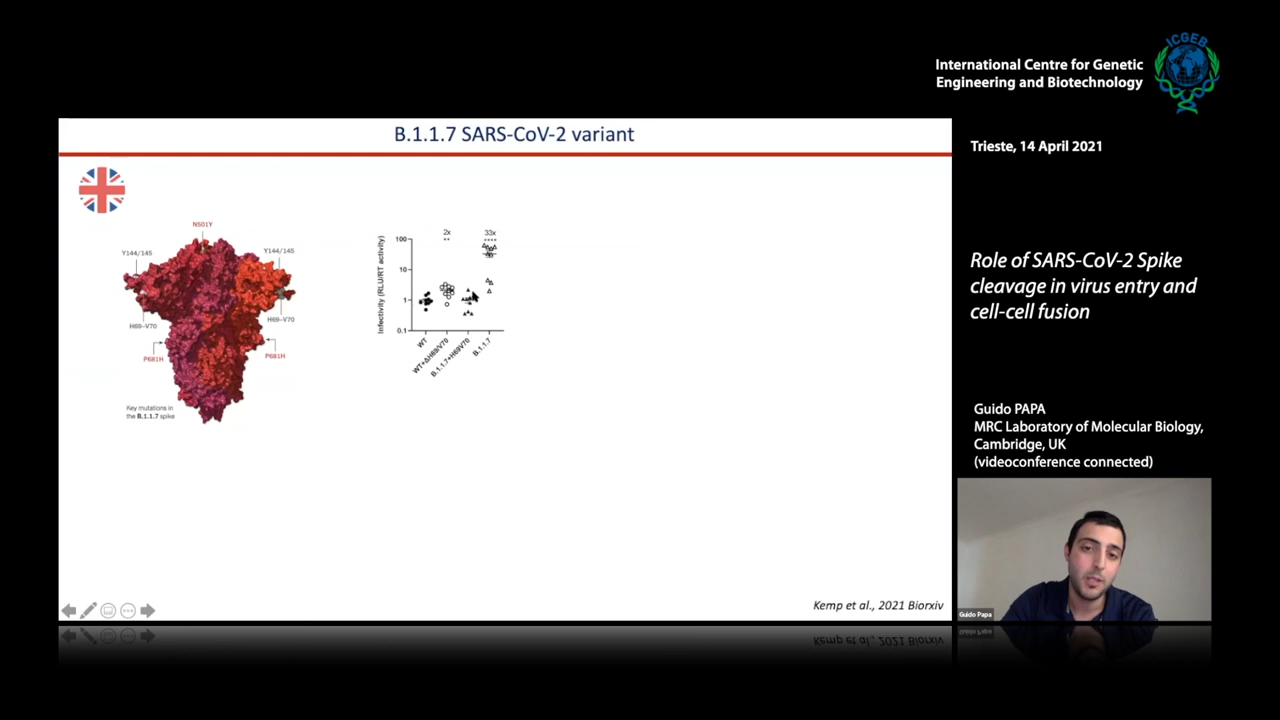 ICGEB
International Centre for Genetic
Engineering and Biotechnology
Trieste, 14 April 2021
Role of SARS-CoV-2 Spike
cleavage in virus entry and
cell-cell fusion
Guido PAPA
MRC Laboratory of Molecular Biology,
Cambridge, UK
(videoconference connected)
Guido Papa
B.1.1.7 SARS-CoV-2 variant
N501Y
Y144/145
Y144/145
H69–V70
H69–V70
P681H
P681H
Key mutations in
the B.1.1.7 spike
Infectivity (RLU/RT activity)
100
10
1
0.1
2x
**
33x
****
WT
WT+ΔH69/V70
B.1.1.7+H69V70
B.1.1.7
Kemp et al., 2021 Biorxiv